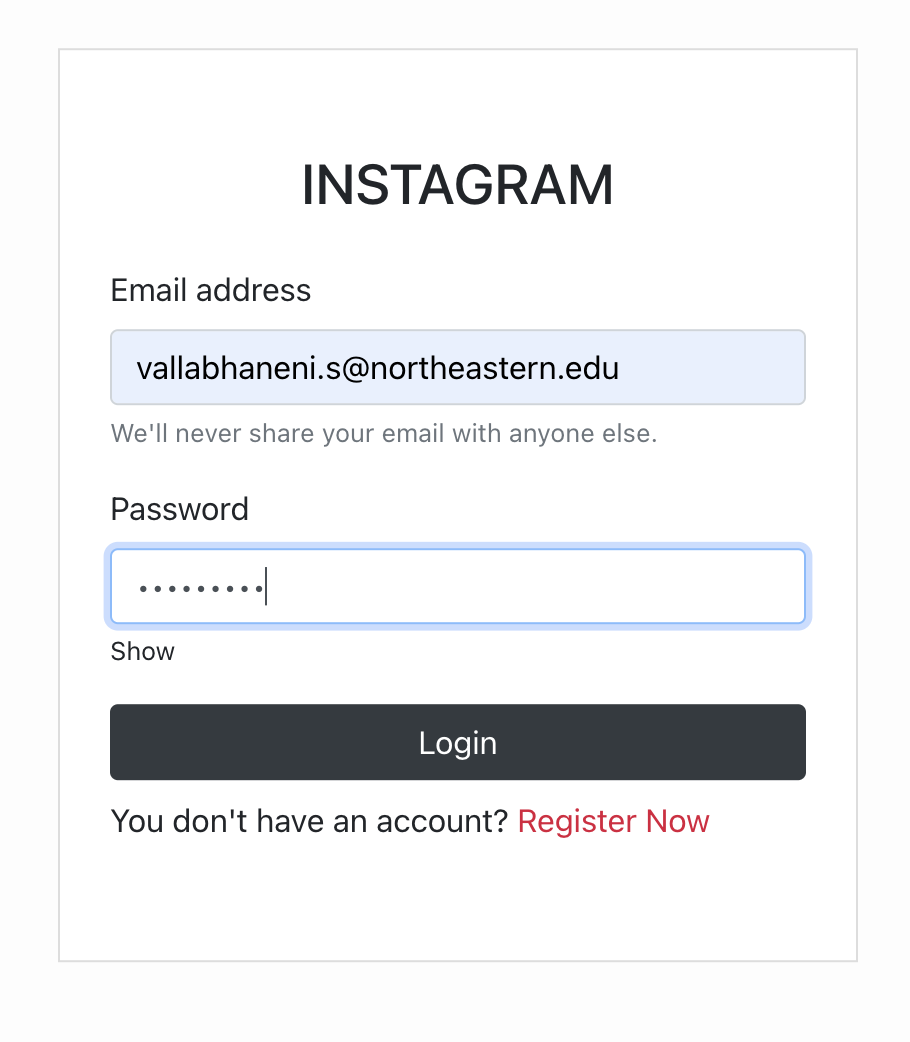 INSTAGRAM
Email address
vallabhaneni.s@northeastern.edu
We'll never share your email with anyone else.
Password
•••••••••
Show
Login
You don't have an account? Register Now